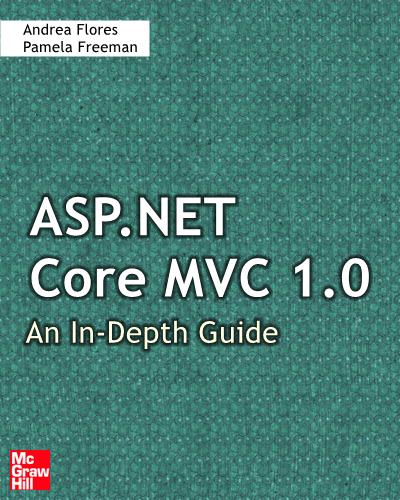 Andrea Flores
Pamela Freeman
ASP.NET
Core MVC 1.0
An In-Depth Guide
Mc
Graw
Hill